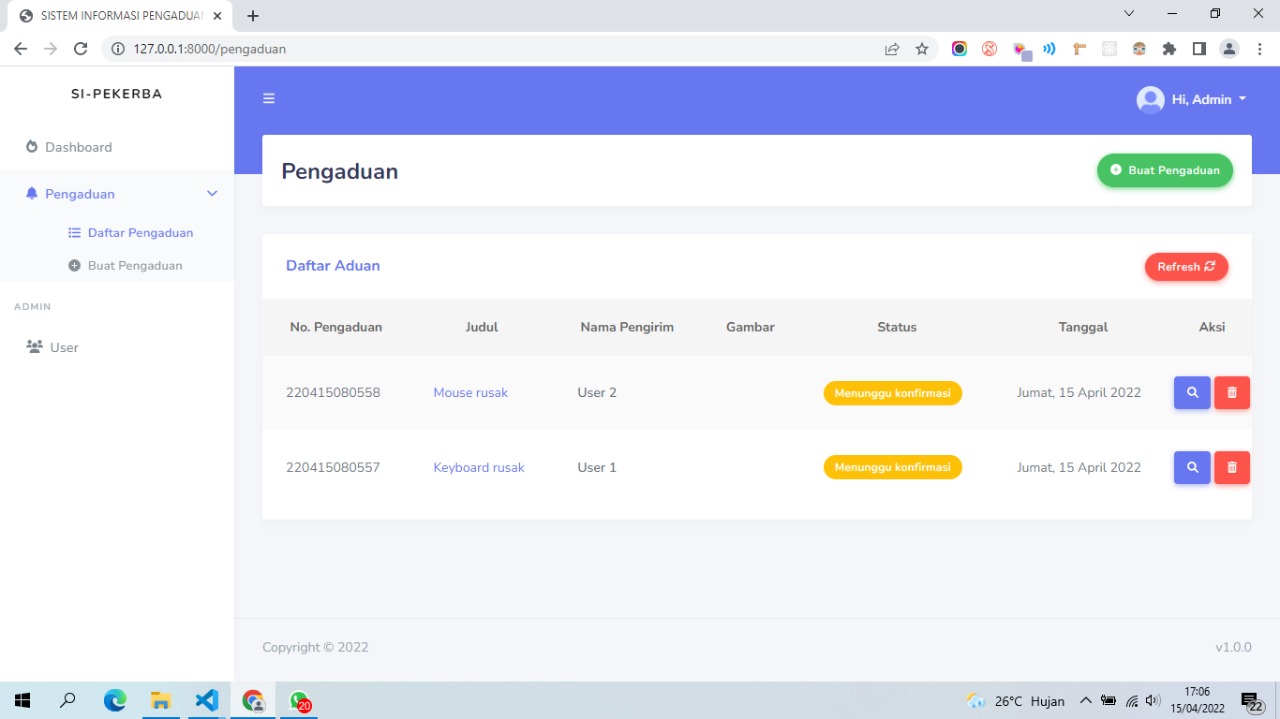 SISTEM INFORMASI PENGADUA
127.0.0.1:8000/pengaduan
SI-PEKERBA
Hi, Admin
Dashboard
Pengaduan
Daftar Pengaduan
Buat Pengaduan
ADMIN
User
Pengaduan
Buat Pengaduan
Daftar Aduan
Refresh
No. Pengaduan Judul Nama Pengirim Gambar Status Tanggal Aksi
220415080558 Mouse rusak User 2 Menunggu konfirmasi Jumat, 15 April 2022
220415080557 Keyboard rusak User 1 Menunggu konfirmasi Jumat, 15 April 2022
Copyright © 2022
v1.0.0
20
26°C Hujan
17:06
15/04/2022
22